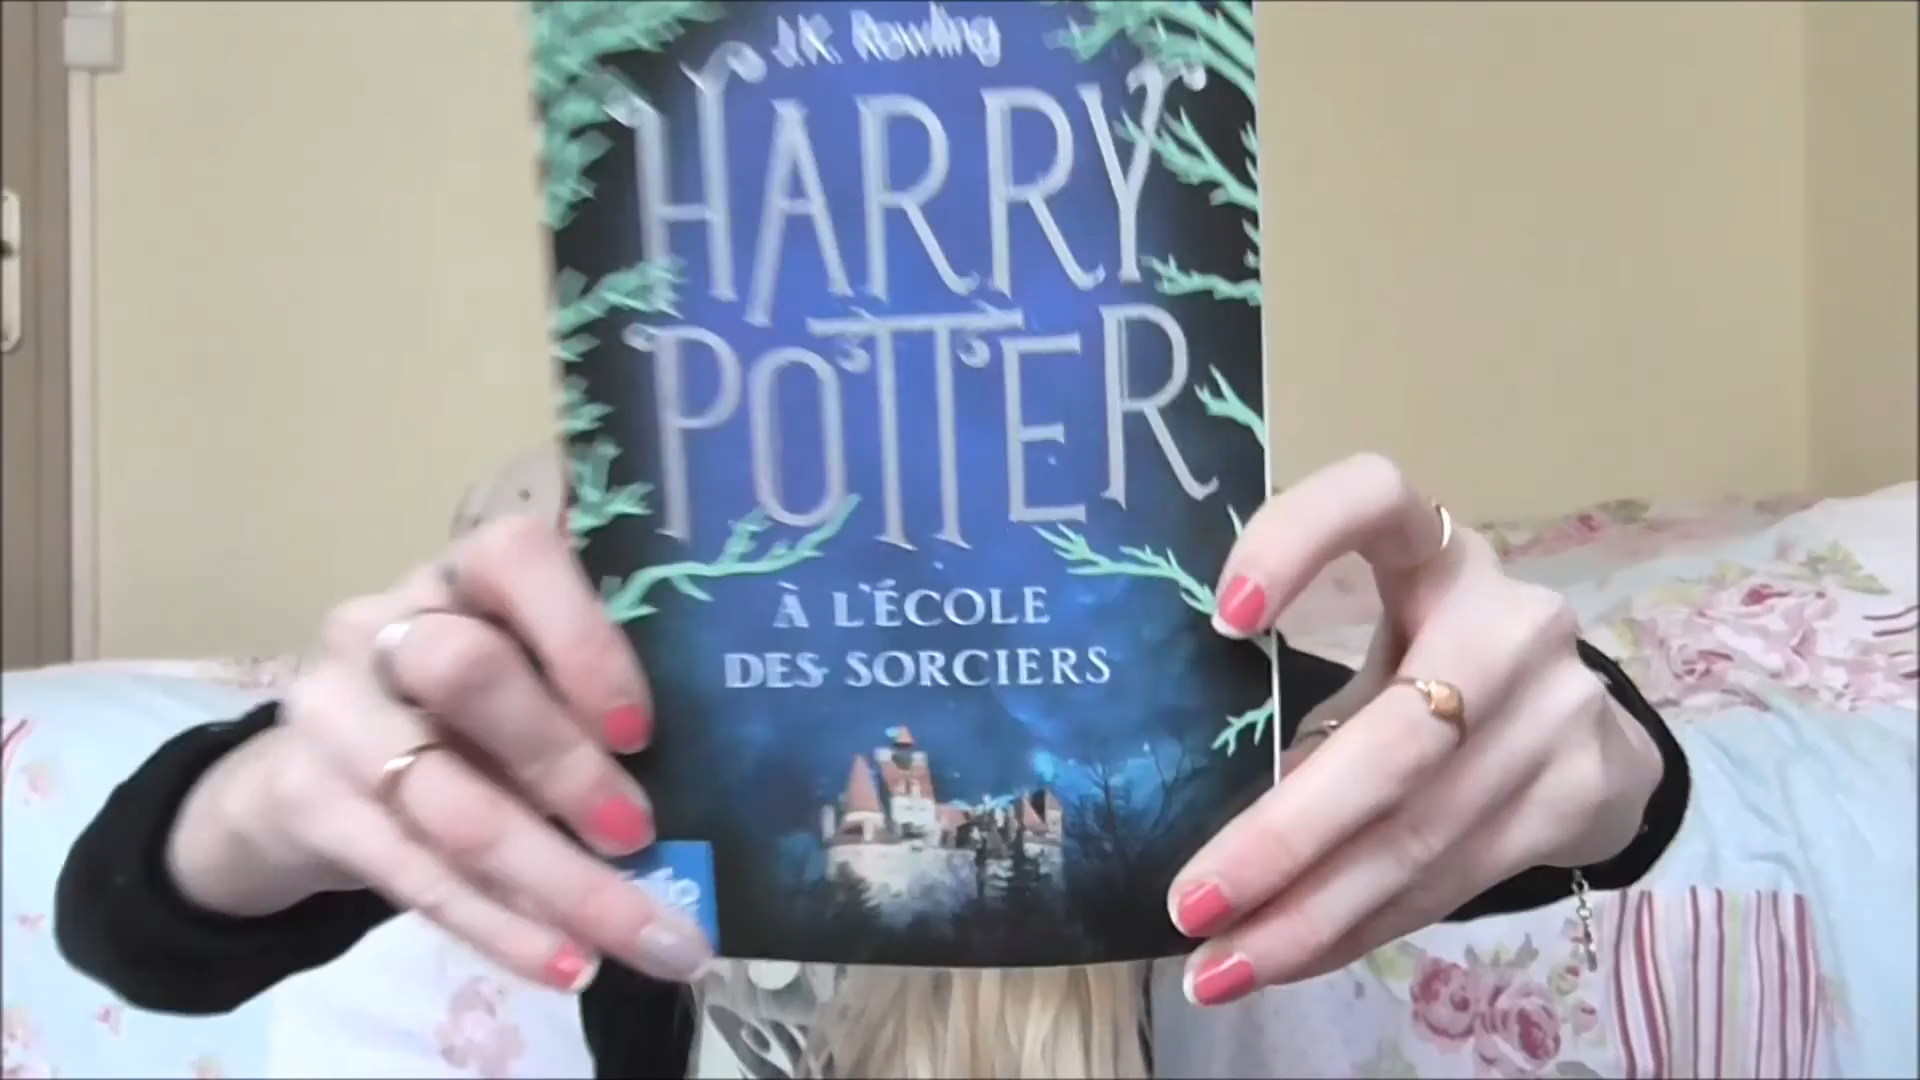 J.K. Rowling
HARRY
POTTER
À L'ÉCOLE
DES SORCIERS